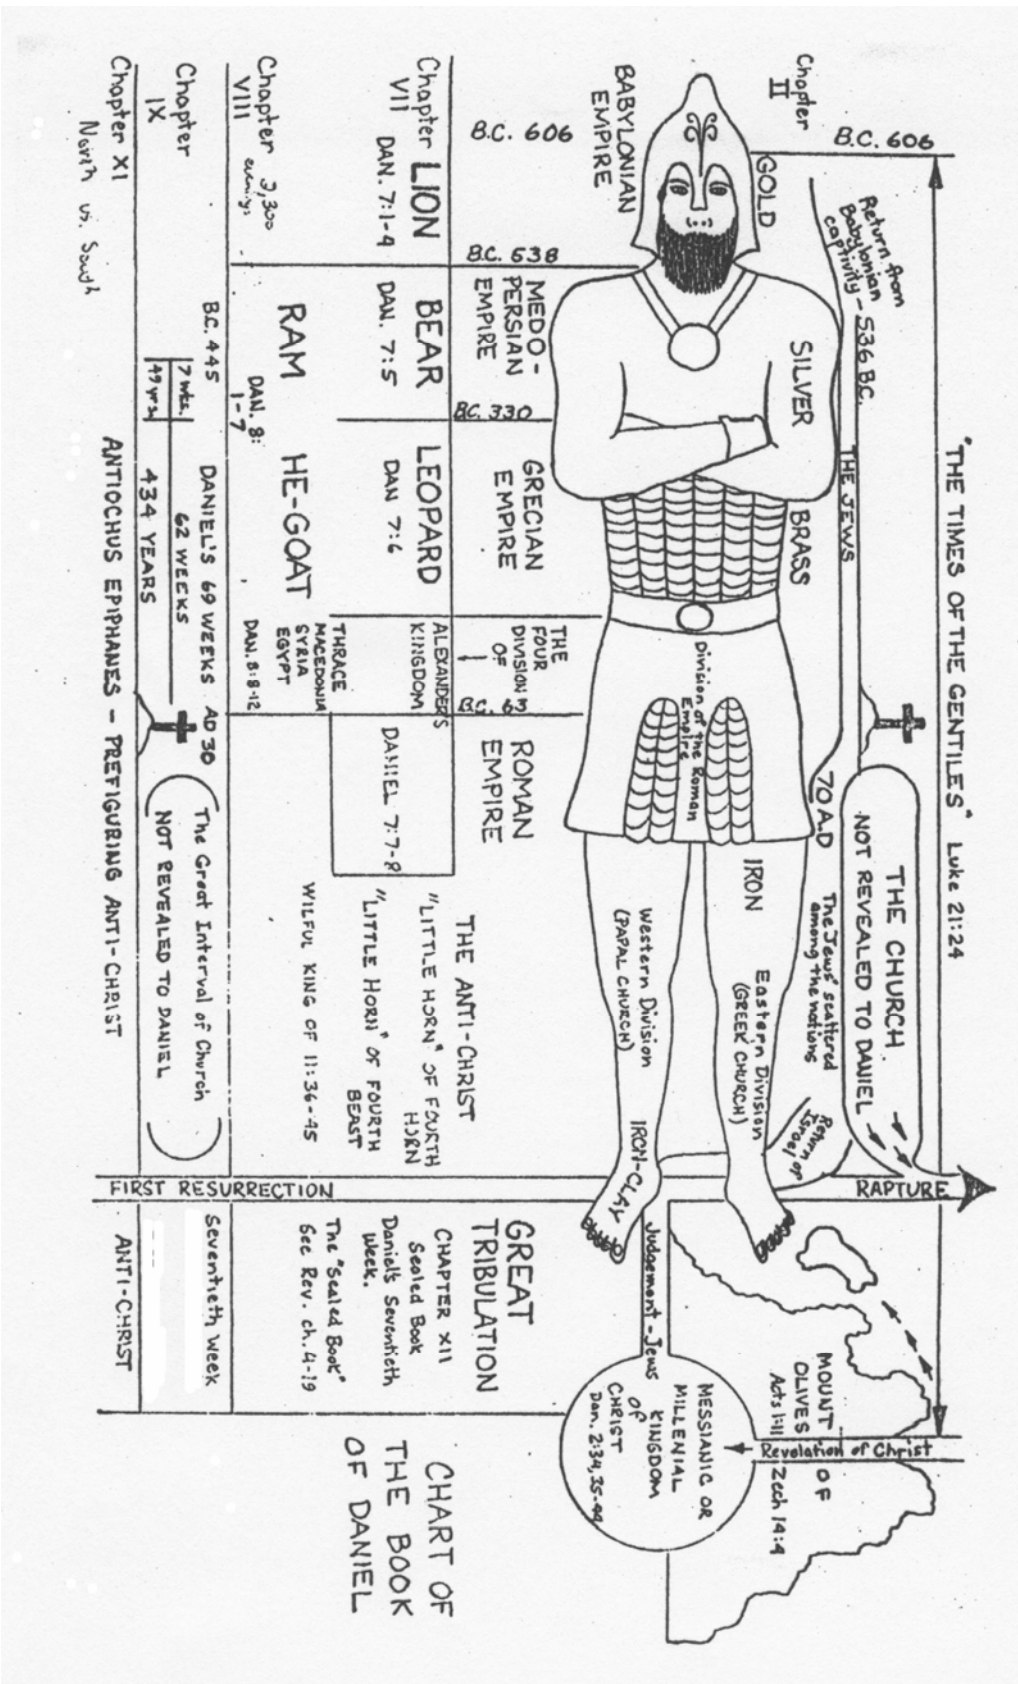 "THE TIMES OF THE GENTILES" Luke 21:24
B.C. 606
Chapter
II
GOLD
Return from
Babylonian
captivity - 536 B.C.
SILVER
THE JEWS
BRASS
70 A.D
THE CHURCH
NOT REVEALED TO DANIEL
The Jews' scattered
among the nations
IRON
Eastern Division
(GREEK CHURCH)
Western Division
(PAPAL CHURCH)
Division of the Roman
Empire
IRON-CLAY
Return of
Israel
RAPTURE
FIRST RESURRECTION
MOUNT OF
OLIVES
Acts 1:11 Zech 14:4
Revelation of Christ
Judgement - Jews
MESSIANIC OR
MILLENIAL
KINGDOM
OF
CHRIST
Dan. 2:34,35-44
BABYLONIAN
EMPIRE
B.C. 606
B.C. 538
MEDO-
PERSIAN
EMPIRE
B.C. 330
GRECIAN
EMPIRE
THE
FOUR
DIVISION
OF
ALEXANDER'S
KINGDOM
B.C. 63
ROMAN
EMPIRE
Chapter
VII
LION
DAN. 7:1-4
BEAR
DAN. 7:5
LEOPARD
DAN 7:6
DANIEL 7:7-8
THE ANTI-CHRIST
"LITTLE HORN" OF FOURTH
HORN
"LITTLE HORN" OF FOURTH
BEAST
WILFUL KING OF 11:36-45
GREAT
TRIBULATION
CHAPTER XII
Sealed Book
Daniel's Seventieth
Week.
The "Sealed Book"
See Rev. ch. 4-19
Chapter
VIII
2,300
evenings
RAM
DAN. 8:
1-7
HE-GOAT
THRACE
MACEDONIA
SYRIA
EGYPT
DAN. 8:8-12
Chapter
IX
B.C. 445
DANIEL'S 69 WEEKS AD 30
7 wks.
62 WEEKS
49 yrs.
434 YEARS
The Great Interval of Church
NOT REVEALED TO DANIEL
Seventieth Week
Chapter XI
North vs. South
ANTIOCHUS EPIPHANES - PREFIGURING ANTI-CHRIST
ANTI-CHRIST
CHART OF
THE BOOK
OF DANIEL